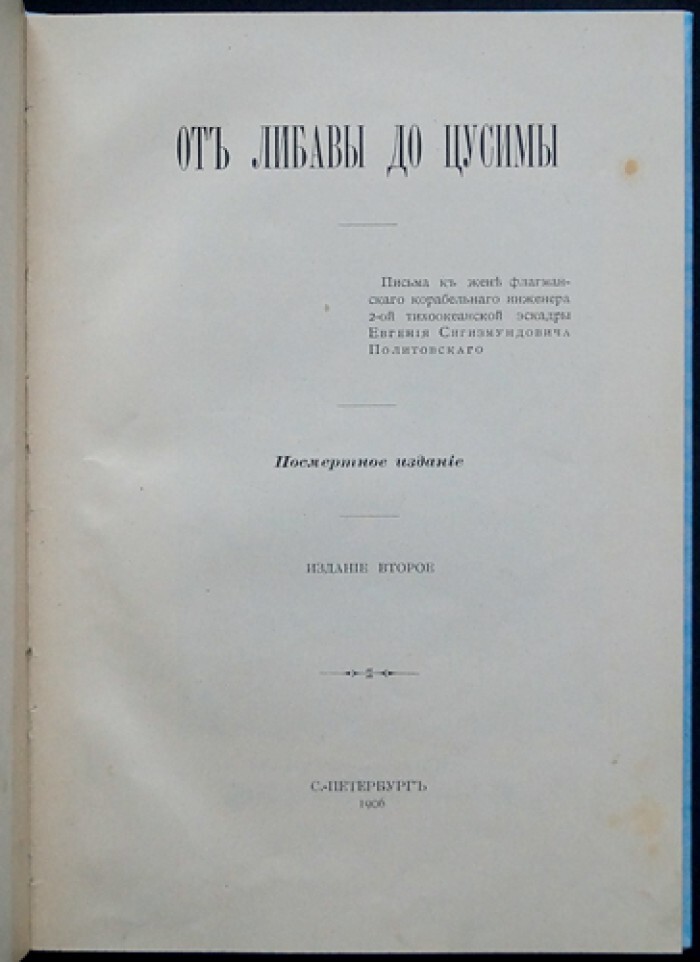 ОТЪ ЛИБАВЫ ДО ЦУСИМЫ
Письма къ женѣ флагман-
скаго корабельнаго инженера
2-ой тихоокеанской эскадры
Евгенія Сигизмундовича
Политовскаго
Посмертное изданіе
ИЗДАНІЕ ВТОРОЕ
С.-ПЕТЕРБУРГЪ
1906